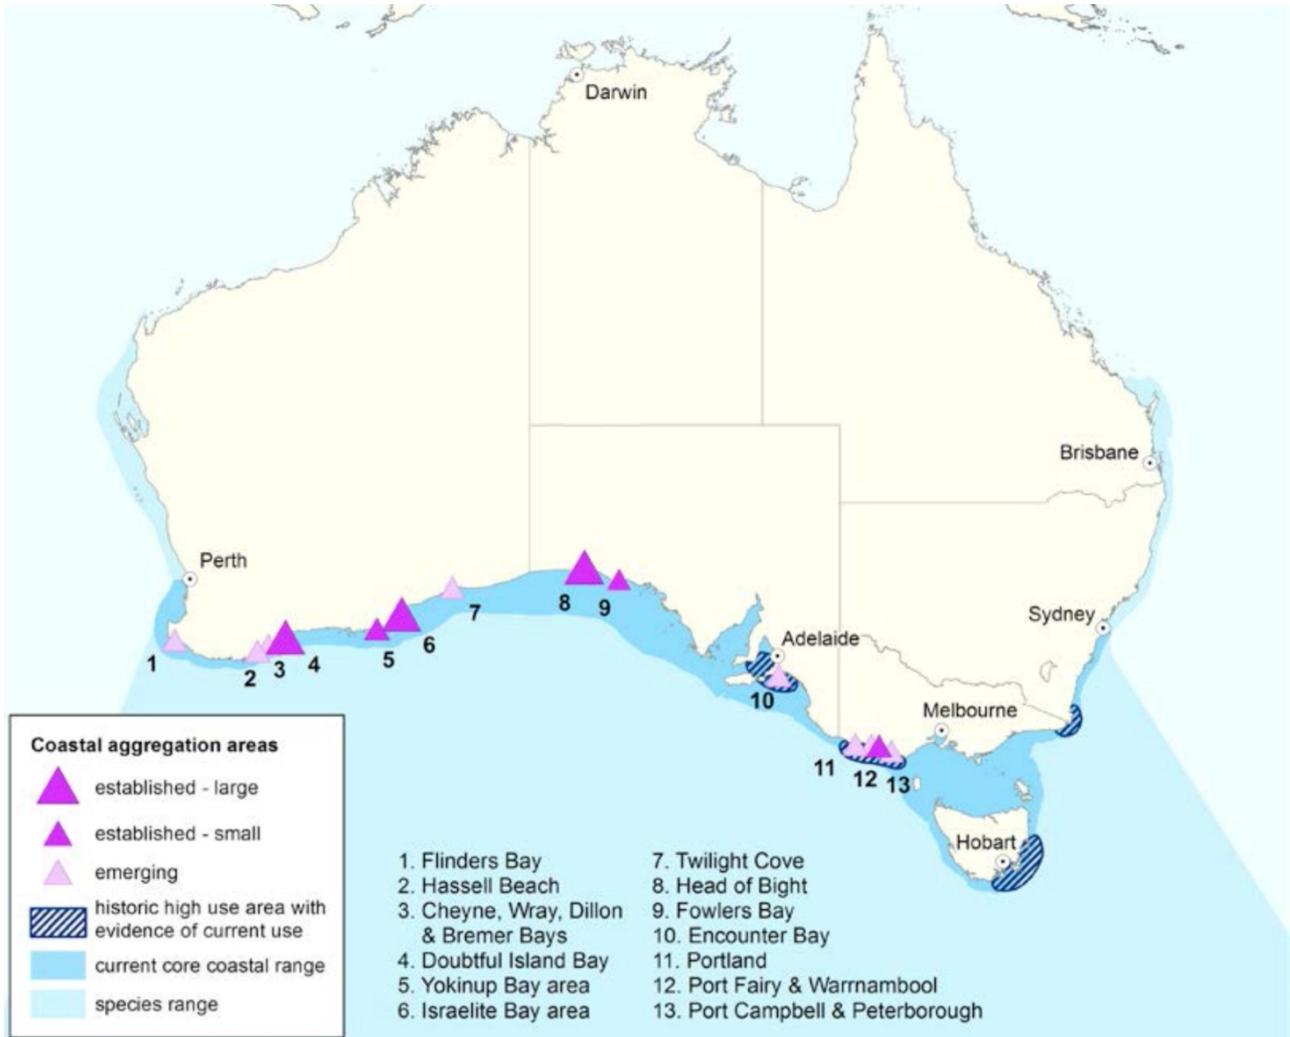 Darwin
Brisbane
Perth
Sydney
Adelaide
Melbourne
Hobart
1
2
3
4
5
6
7
8
9
10
11
12
13
Coastal aggregation areas
established - large
established - small
emerging
historic high use area with
evidence of current use
current core coastal range
species range
1. Flinders Bay
2. Hassell Beach
3. Cheyne, Wray, Dillon
& Bremer Bays
4. Doubtful Island Bay
5. Yokinup Bay area
6. Israelite Bay area
7. Twilight Cove
8. Head of Bight
9. Fowlers Bay
10. Encounter Bay
11. Portland
12. Port Fairy & Warrnambool
13. Port Campbell & Peterborough